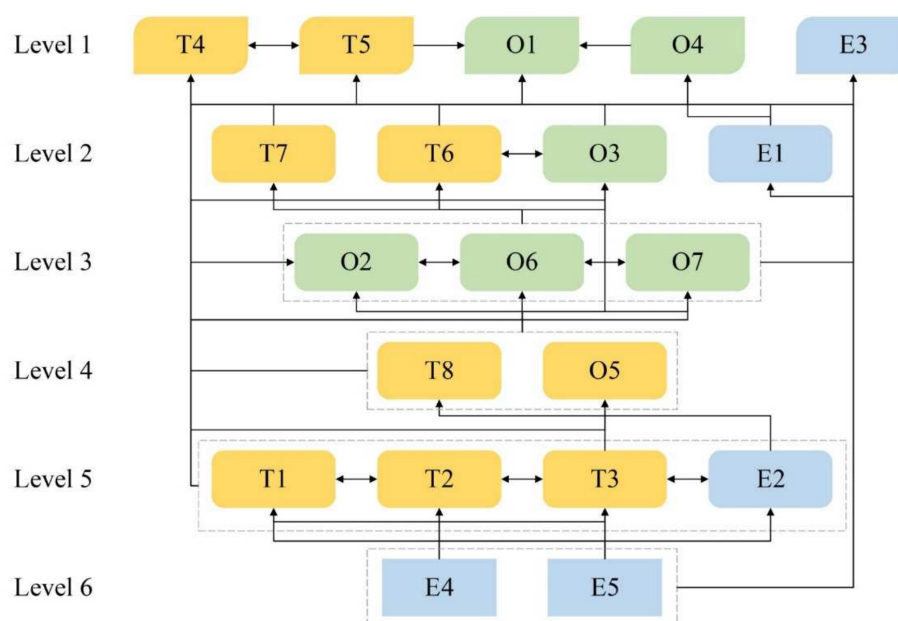 Level 1 T4 T5 O1 O4 E3
Level 2 T7 T6 O3 E1
Level 3 O2 O6 O7
Level 4 T8 O5
Level 5 T1 T2 T3 E2
Level 6 E4 E5